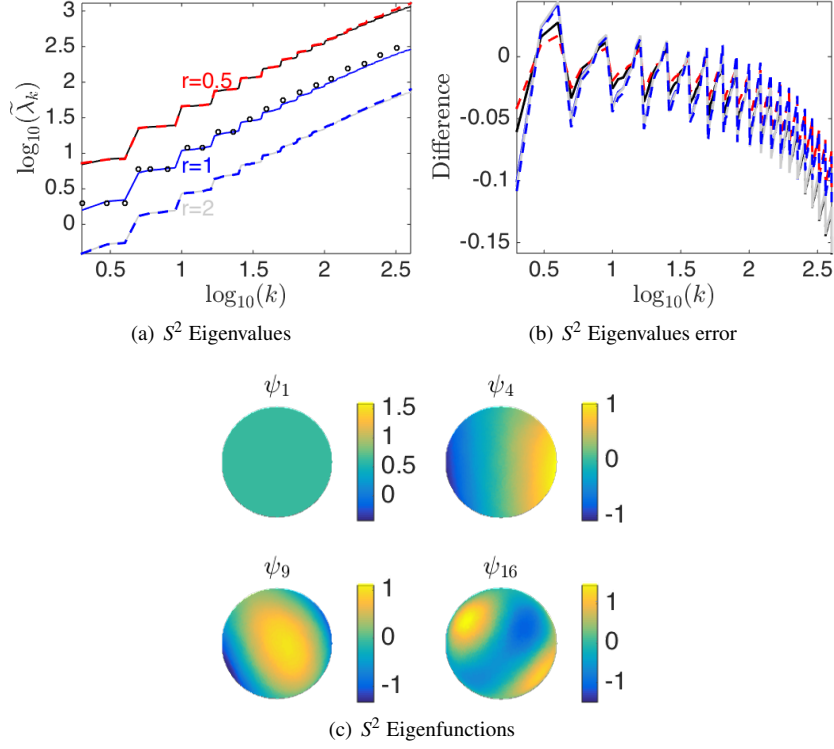 3
2.5
2
1.5
1
0.5
0
log₁₀(λ̃ₖ)
r=0.5
r=1
r=2
0.5 1 1.5 2 2.5
log₁₀(k)
(a) S² Eigenvalues
0
-0.05
-0.1
-0.15
Difference
0.5 1 1.5 2 2.5
log₁₀(k)
(b) S² Eigenvalues error
ψ₁
1.5
1
0.5
0
ψ₄
1
0
-1
ψ₉
1
0
-1
ψ₁₆
1
0
-1
(c) S² Eigenfunctions